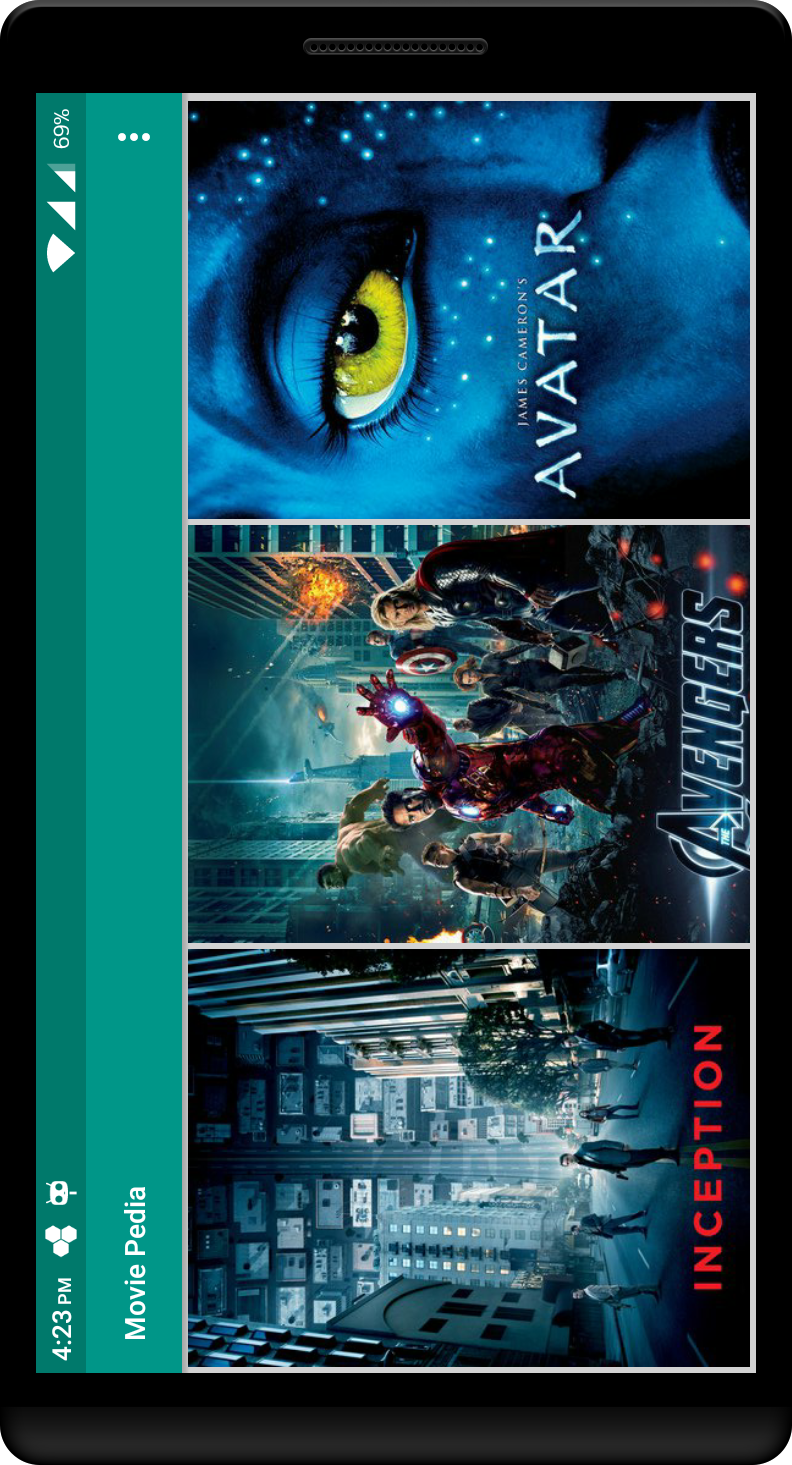 4:23 PM
69%
Movie Pedia
INCEPTION
THE
AVENGERS
JAMES CAMERON'S
AVATAR